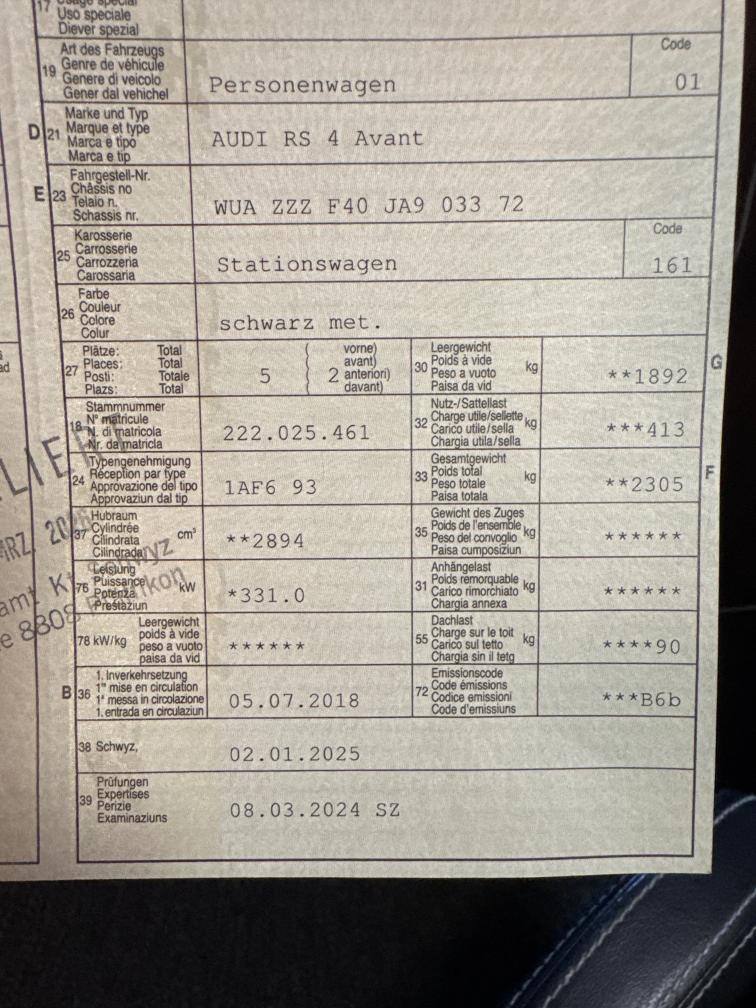 17
Uso speciale
Diever spezial
19
Art des Fahrzeugs
Genre de véhicule
Genere di veicolo
Gener dal vehichel
Personenwagen
Code
01
D 21
Marke und Typ
Marque et type
Marca e tipo
Marca e tip
AUDI RS 4 Avant
E 23
Fahrgestell-Nr.
Châssis no
Telaio n.
Schassis nr.
WUA ZZZ F40 JA9 033 72
25
Karosserie
Carrosserie
Carrozzeria
Carossaria
Stationswagen
Code
161
26
Farbe
Couleur
Colore
Colur
schwarz met.
27
Plätze: Total
Places: Total
Posti: Totale
Plazs: Total
5
2
vorne)
avant)
anteriori)
davant)
30
Leergewicht
Poids à vide
Peso a vuoto
Paisa da vid
kg
**1892
G
18
Stammnummer
N° matricule
N. di matricola
Nr. da matricla
222.025.461
32
Nutz-/Sattellast
Charge utile/sellette
Carico utile/sella
Chargia utila/sella
kg
***413
24
Typengenehmigung
Réception par type
Approvazione del tipo
Approvaziun dal tip
1AF6 93
33
Gesamtgewicht
Poids total
Peso totale
Paisa totala
kg
**2305
F
37
Hubraum
Cylindrée
Cilindrata
Cilindrada
cm³
**2894
35
Gewicht des Zuges
Poids de l'ensemble
Peso del convoglio
Paisa cumposiziun
kg
******
76
Leistung
Puissance
Potenza
Prestaziun
kW
*331.0
31
Anhängelast
Poids remorquable
Carico rimorchiato
Chargia annexa
kg
******
78 kW/kg
Leergewicht
poids à vide
peso a vuoto
paisa da vid
******
55
Dachlast
Charge sur le toit
Carico sul tetto
Chargia sin il tetg
kg
****90
B 36
1. Inverkehrsetzung
1re mise en circulation
1a messa in circolazione
1. entrada en circulaziun
05.07.2018
72
Emissionscode
Code émissions
Codice emissioni
Code d'emissiuns
***B6b
38 Schwyz,
02.01.2025
39
Prüfungen
Expertises
Perizie
Examinaziuns
08.03.2024 SZ